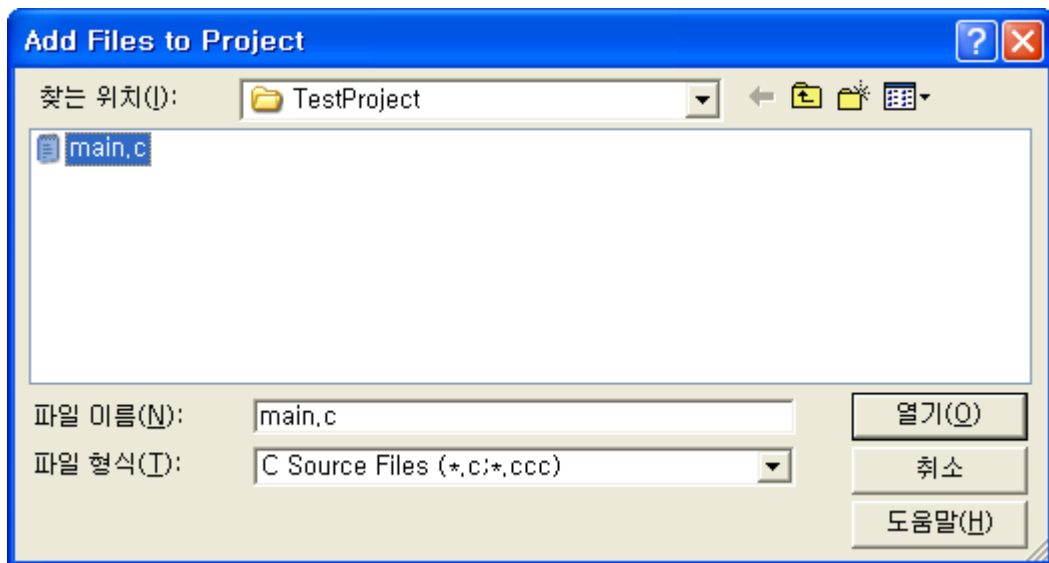 Add Files to Project
찾는 위치(I): TestProject
main.c
파일 이름(N): main.c 열기(O)
파일 형식(T): C Source Files (*.c;*.ccc) 취소
도움말(H)